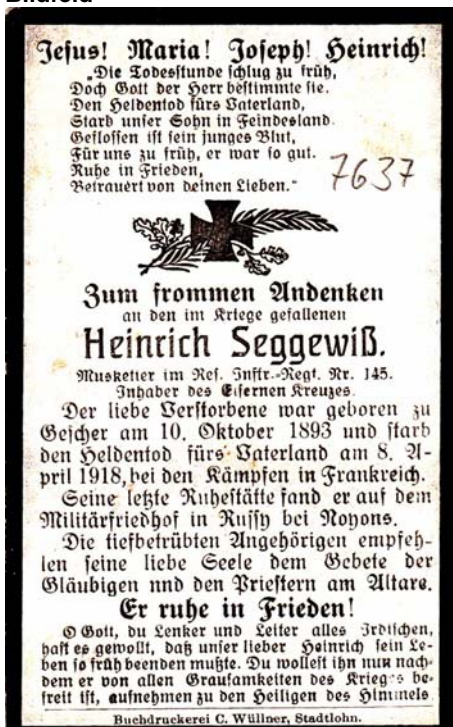 Bildfeld
Jesus! Maria! Joseph! Heinrich!
„Die Todesstunde schlug zu früh,
Doch Gott der Herr bestimmte sie.
Den Heldentod fürs Vaterland,
Starb unser Sohn in Feindesland.
Geflossen ist sein junges Blut,
Für uns zu früh, er war so gut.
Ruhe in Frieden,
Betrauert von deinen Lieben.“
7637
Zum frommen Andenken
an den im Kriege gefallenen
Heinrich Seggewiß.
Musketier im Res. Inftr.-Regt. Nr. 145.
Inhaber des Eisernen Kreuzes.
Der liebe Verstorbene war geboren zu
Gescher am 10. Oktober 1893 und starb
den Heldentod fürs Vaterland am 8. A-
pril 1918, bei den Kämpfen in Frankreich.
Seine letzte Ruhestätte fand er auf dem
Militärfriedhof in Russy bei Noyons.
Die tiefbetrübten Angehörigen empfeh-
len seine liebe Seele dem Gebete der
Gläubigen nnd den Priestern am Altare.
Er ruhe in Frieden!
O Gott, du Lenker und Leiter alles Irdischen,
hast es gewollt, daß unser lieber Heinrich sein Le-
ben so früh beenden mußte. Du wollest ihn nun nach-
dem er von allen Grausamkeiten des Krieges be-
freit ist, aufnehmen zu den Heiligen des Himmels
Buchdruckerei C. Wüllner, Stadtlohn.